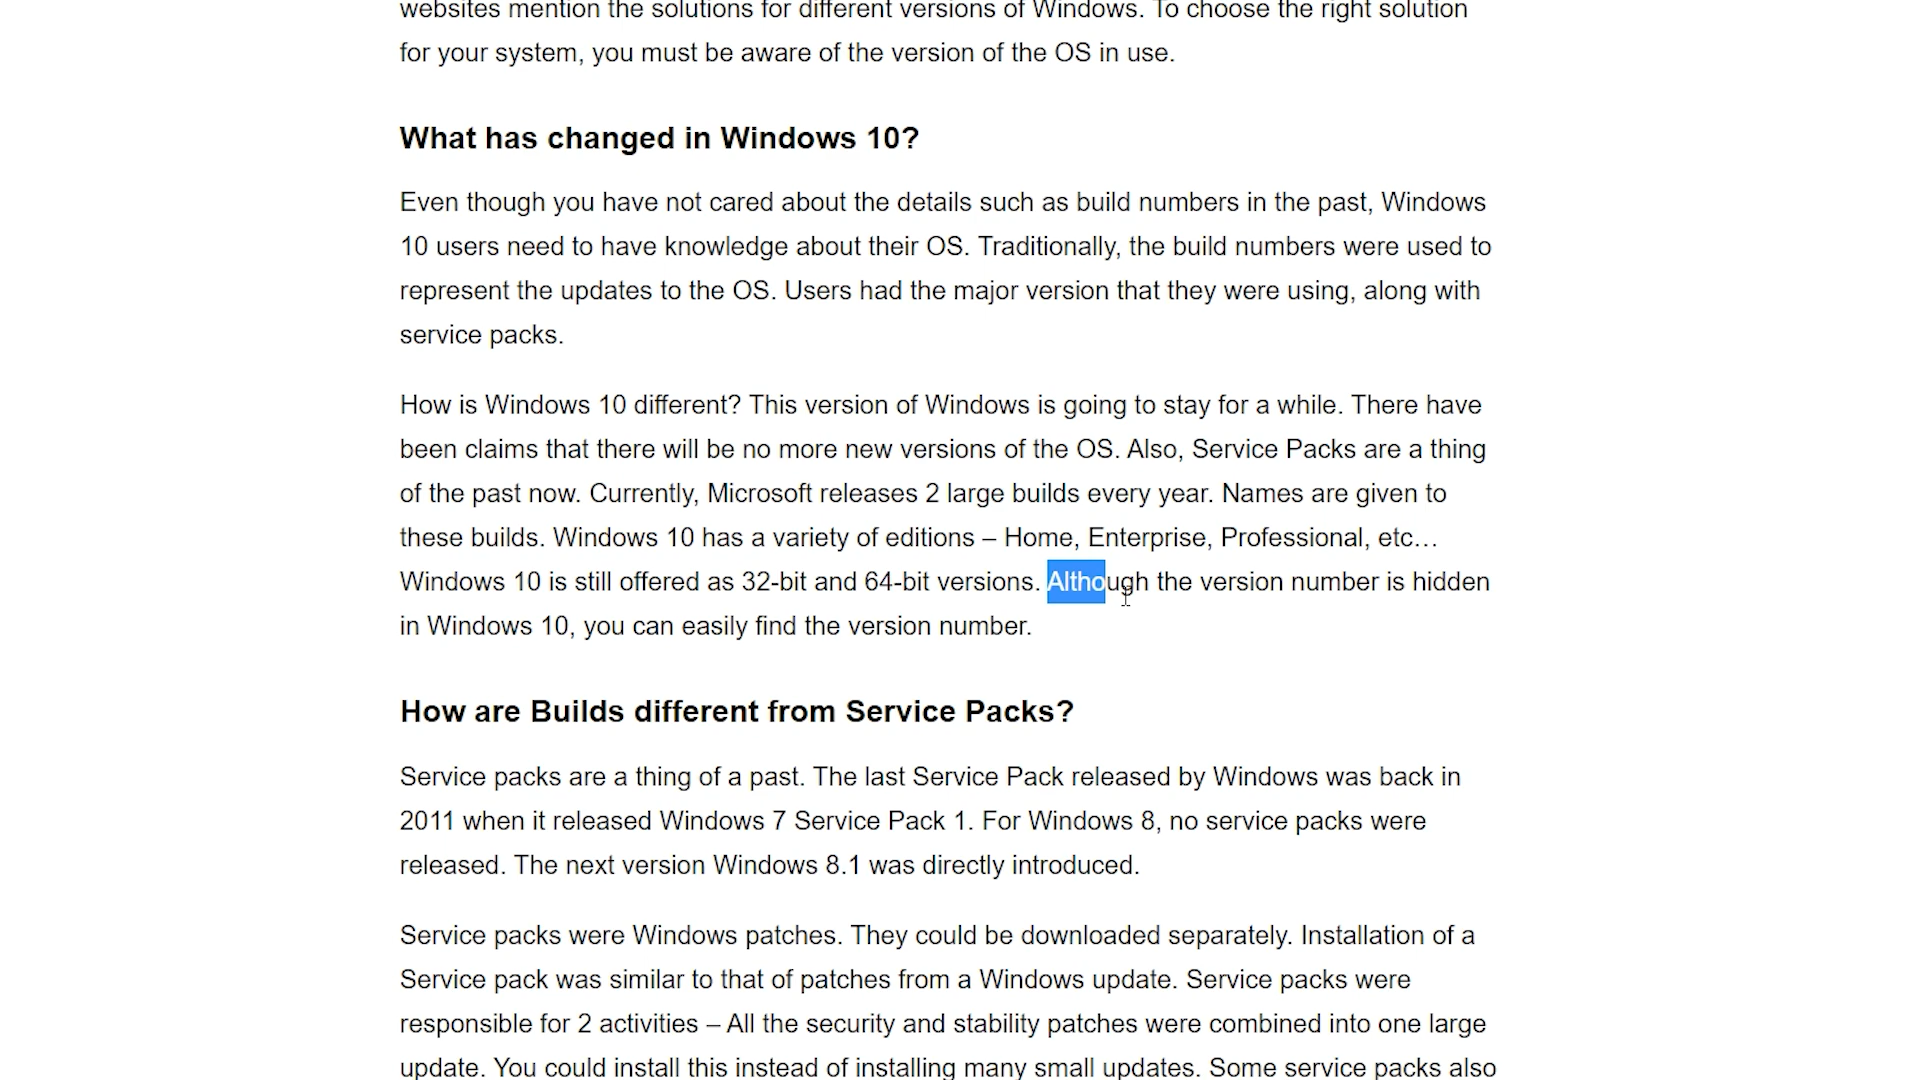 websites mention the solutions for different versions of Windows. To choose the right solution
for your system, you must be aware of the version of the OS in use.
What has changed in Windows 10?
Even though you have not cared about the details such as build numbers in the past, Windows
10 users need to have knowledge about their OS. Traditionally, the build numbers were used to
represent the updates to the OS. Users had the major version that they were using, along with
service packs.
How is Windows 10 different? This version of Windows is going to stay for a while. There have
been claims that there will be no more new versions of the OS. Also, Service Packs are a thing
of the past now. Currently, Microsoft releases 2 large builds every year. Names are given to
these builds. Windows 10 has a variety of editions – Home, Enterprise, Professional, etc…
Windows 10 is still offered as 32-bit and 64-bit versions. Although the version number is hidden
in Windows 10, you can easily find the version number.
How are Builds different from Service Packs?
Service packs are a thing of a past. The last Service Pack released by Windows was back in
2011 when it released Windows 7 Service Pack 1. For Windows 8, no service packs were
released. The next version Windows 8.1 was directly introduced.
Service packs were Windows patches. They could be downloaded separately. Installation of a
Service pack was similar to that of patches from a Windows update. Service packs were
responsible for 2 activities – All the security and stability patches were combined into one large
update. You could install this instead of installing many small updates. Some service packs also